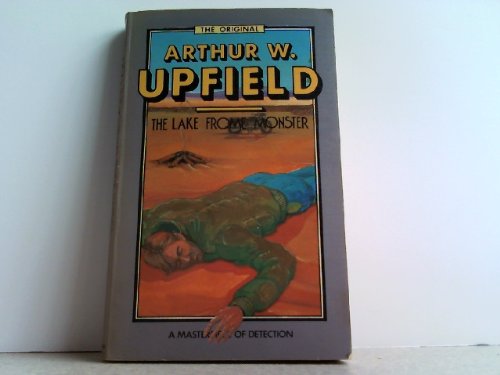 THE ORIGINAL
ARTHUR W.
UPFIELD
THE LAKE FROME MONSTER
A MASTERPIECE OF DETECTION